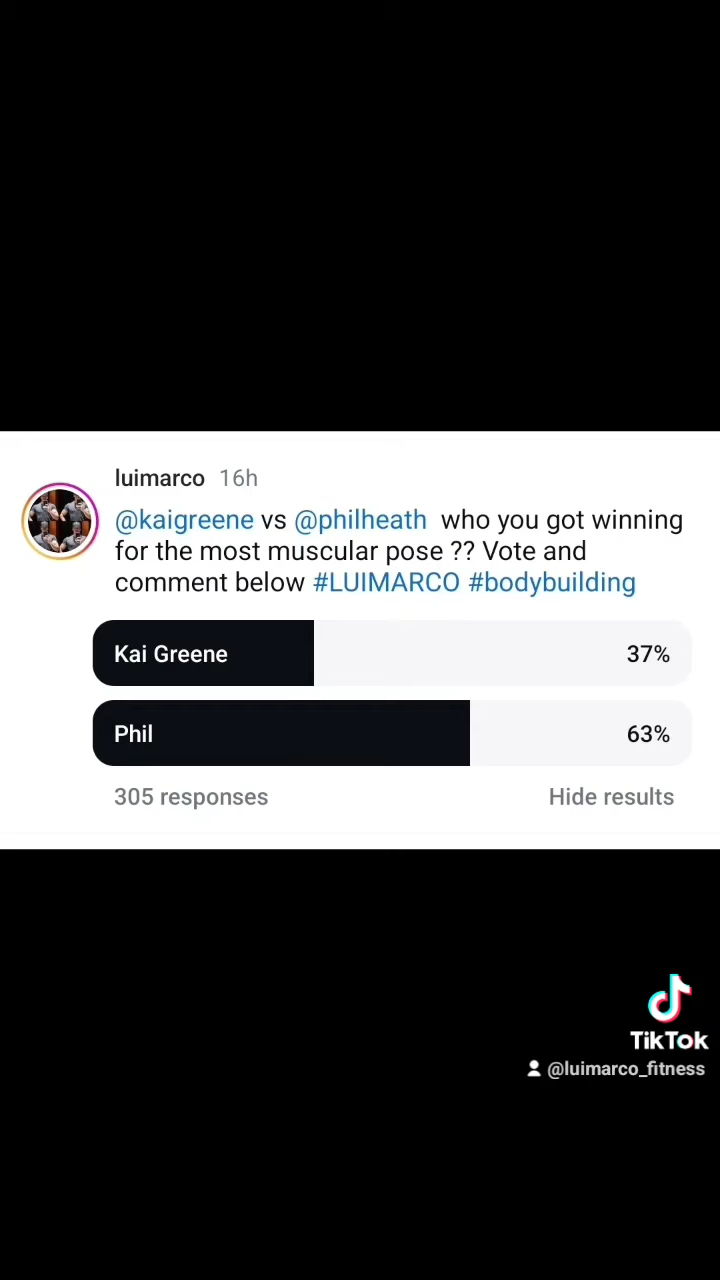 luimarco 16h
@kaigreene vs @philheath who you got winning
for the most muscular pose ?? Vote and
comment below #LUIMARCO #bodybuilding
Kai Greene 37%
Phil 63%
305 responses Hide results
TikTok
@luimarco_fitness